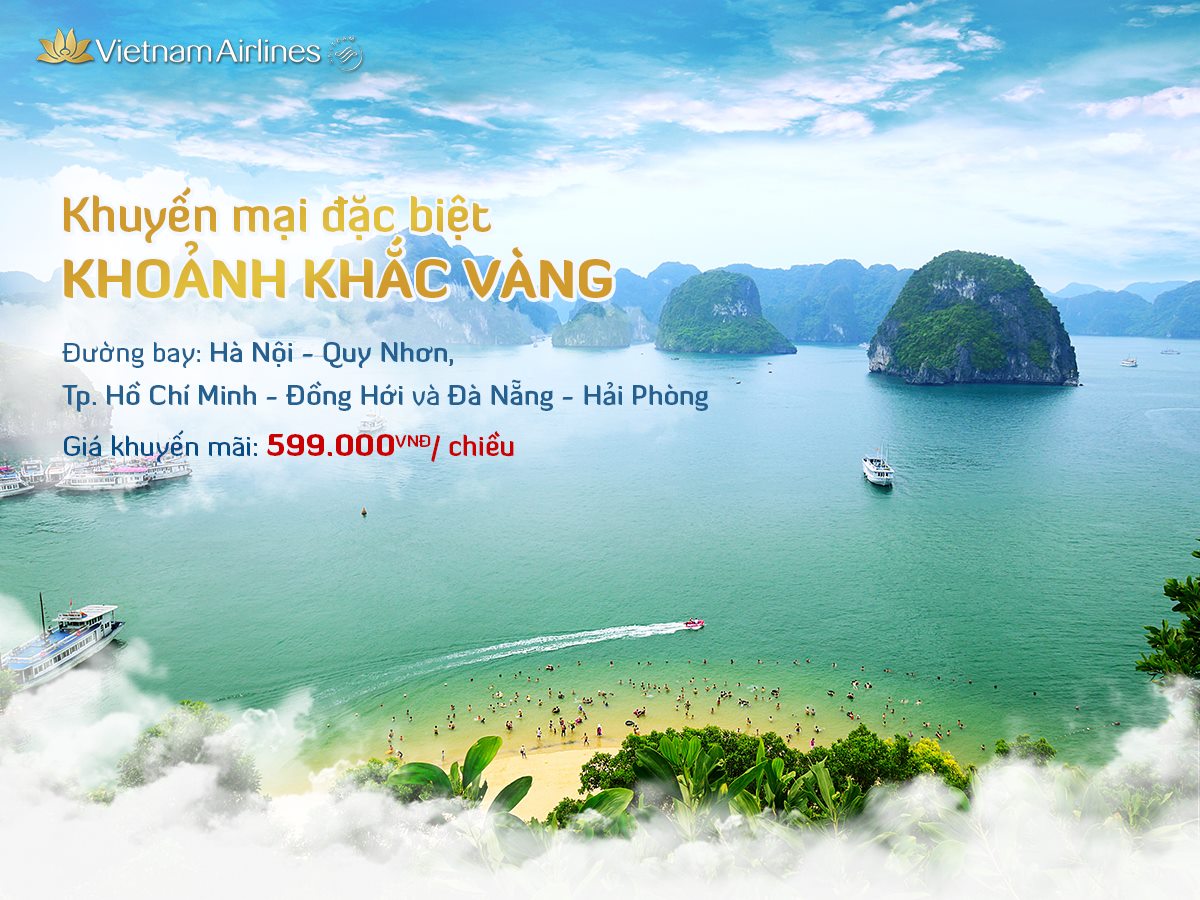 Vietnam Airlines
Khuyến mại đặc biệt
KHOẢNH KHẮC VÀNG
Đường bay: Hà Nội - Quy Nhơn,
Tp. Hồ Chí Minh - Đồng Hới và Đà Nẵng - Hải Phòng
Giá khuyến mãi: 599.000VNĐ/ chiều